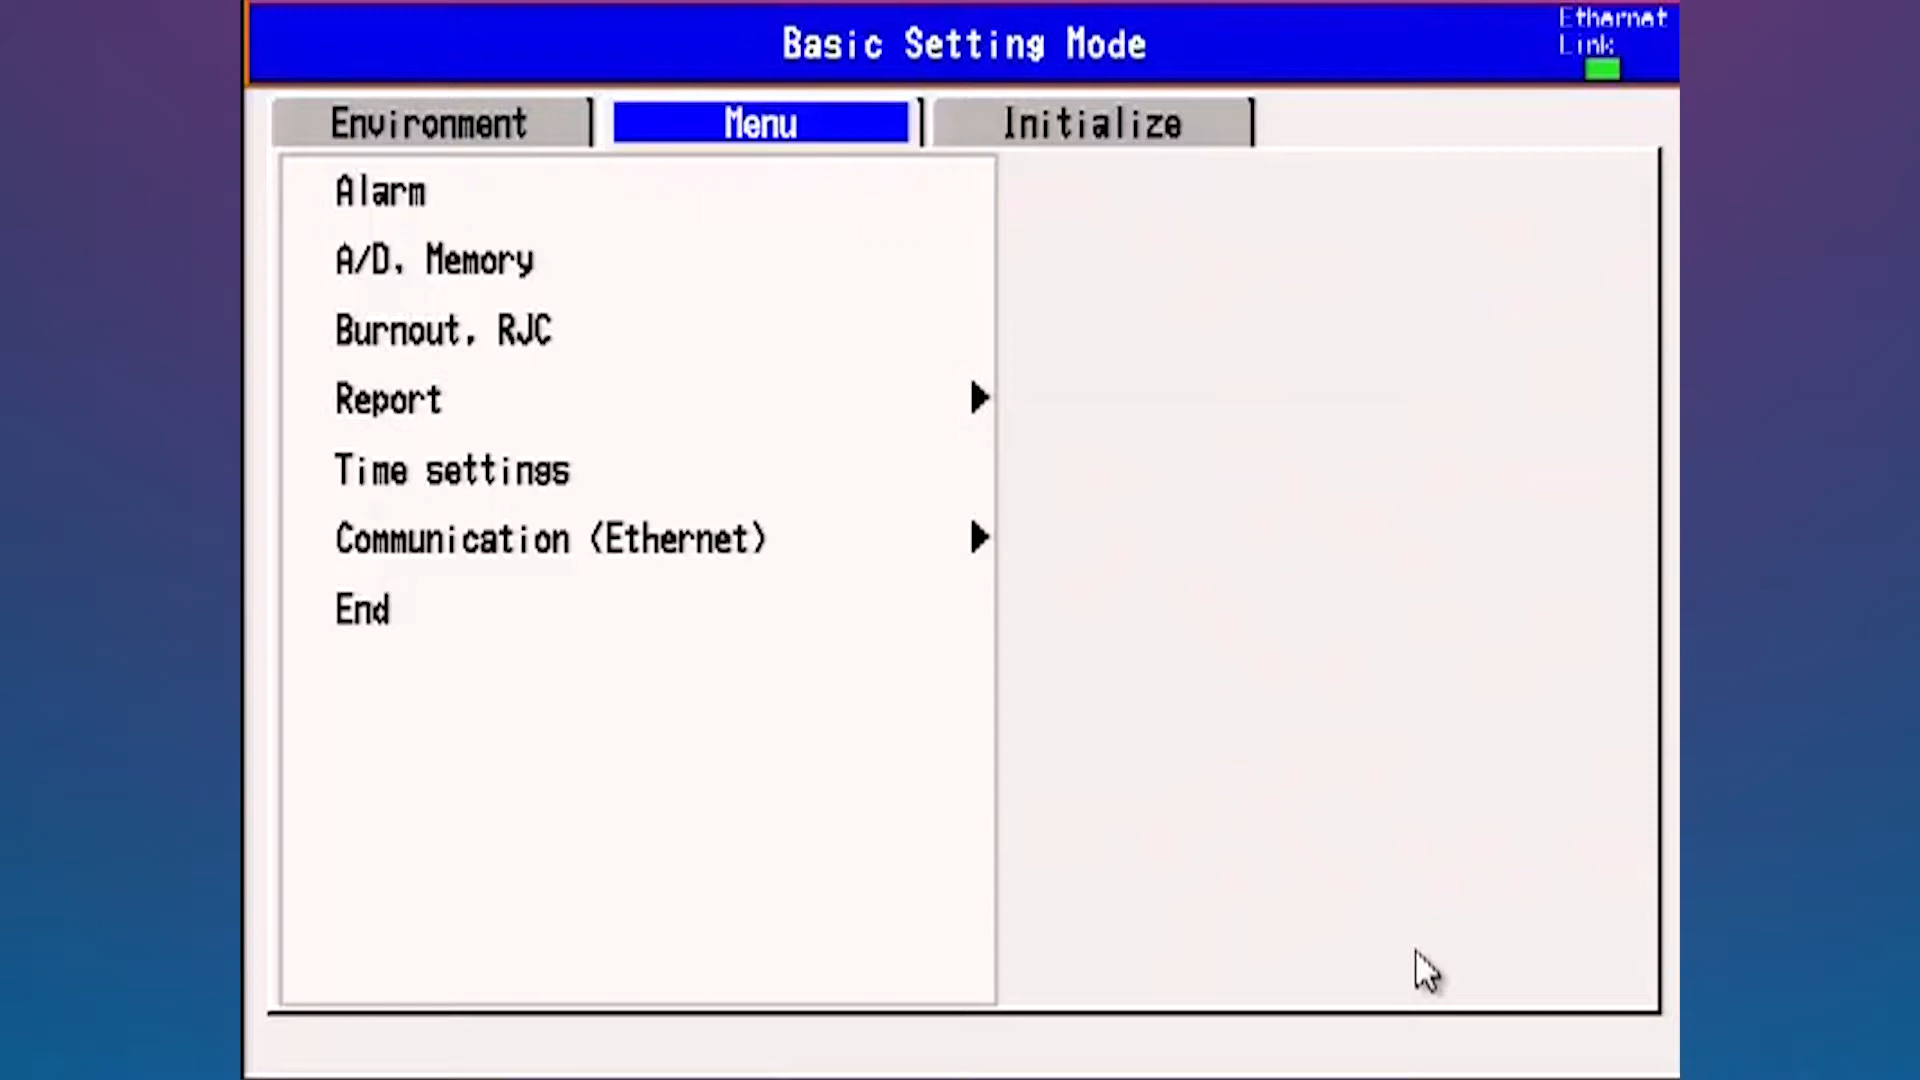 Basic Setting Mode
Ethernet
Link
Environment
Menu
Initialize
Alarm
A/D, Memory
Burnout, RJC
Report
Time settings
Communication (Ethernet)
End